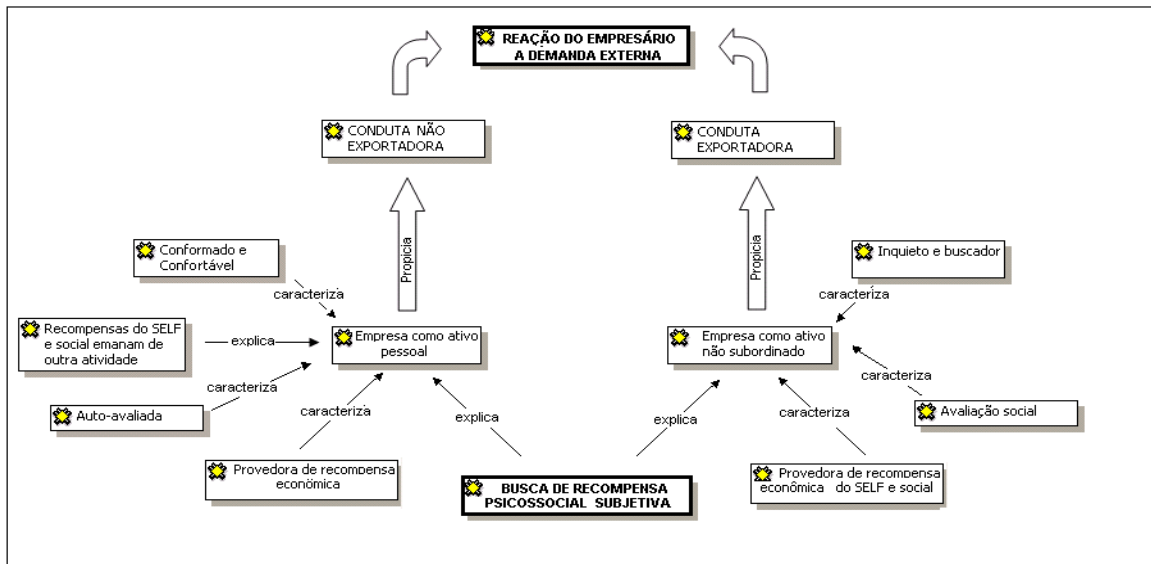 REAÇÃO DO EMPRESÁRIO
A DEMANDA EXTERNA
CONDUTA NÃO
EXPORTADORA
CONDUTA
EXPORTADORA
Propicia
Propicia
Conformado e
Confortável
Inquieto e buscador
caracteriza
caracteriza
Recompensas do SELF
e social emanam de
outra atividade
explica
Empresa como ativo
pessoal
Empresa como ativo
não subordinado
caracteriza
caracteriza
Auto-avaliada
caracteriza
explica
explica
caracteriza
Avaliação social
Provedora de recompensa
econömica
BUSCA DE RECOMPENSA
PSICOSSOCIAL SUBJETIVA
Provedora de recompensa
econômica do SELF e social